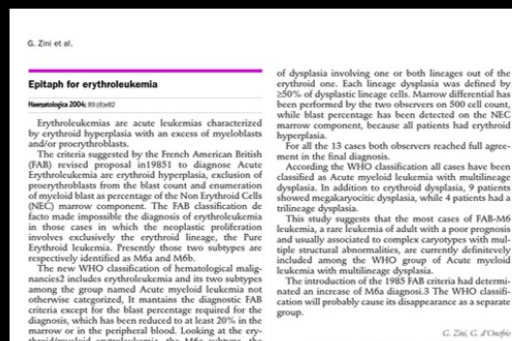 G. Zini et al.
Epitaph for erythroleukemia
Haematologica 2004; 89:(6)e82
Erythroleukemias are acute leukemias characterized
by erythroid hyperplasia with an excess of myeloblasts
and/or proerythroblasts.
The criteria suggested by the French American British
(FAB) revised proposal in19851 to diagnose Acute
Erythroleukemia are erythroid hyperplasia, exclusion of
proerythroblasts from the blast count and enumeration
of myeloid blast as percentage of the Non Erythroid Cells
(NEC) marrow component. The FAB classification de
facto made impossible the diagnosis of erythroleukemia
in those cases in which the neoplastic proliferation
involves exclusively the erythroid lineage, the Pure
Erythroid leukemia. Presently those two subtypes are
respectively identified as M6a and M6b.
The new WHO classification of hematological malig-
nancies2 includes erythroleukemia and its two subtypes
among the group named Acute myeloid leukemia not
otherwise categorized, It mantains the diagnostic FAB
criteria except for the blast percentage required for the
diagnosis, which has been reduced to at least 20% in the
marrow or in the peripheral blood. Looking at the ery-
of dysplasia involving one or both lineages out of the
erythroid one. Each lineage dysplasia was defined by
≥50% of dysplastic lineage cells. Marrow differential has
been performed by the two observers on 500 cell count,
while blast percentage has been detected on the NEC
marrow component, because all patients had erythroid
hyperplasia.
For all the 13 cases both observers reached full agree-
ment in the final diagnosis.
According the WHO classification all cases have been
classified as Acute myeloid leukemia with multilineage
dysplasia. In addition to erythroid dysplasia, 9 patients
showed megakaryocitic dysplasia, while 4 patients had a
trilineage dysplasia.
This study suggests that the most cases of FAB-M6
leukemia, a rare leukemia of adult with a poor prognosis
and usually associated to complex caryotypes with mul-
tiple structural abnormalities, are currently definitively
included among the WHO group of Acute myeloid
leukemia with multilineage dysplasia.
The introduction of the 1985 FAB criteria had determi-
nated an increase of M6a diagnosi.3 The WHO classifi-
cation will probably cause its disappearance as a separate
group.
G. Zini, G. d'Onofrio